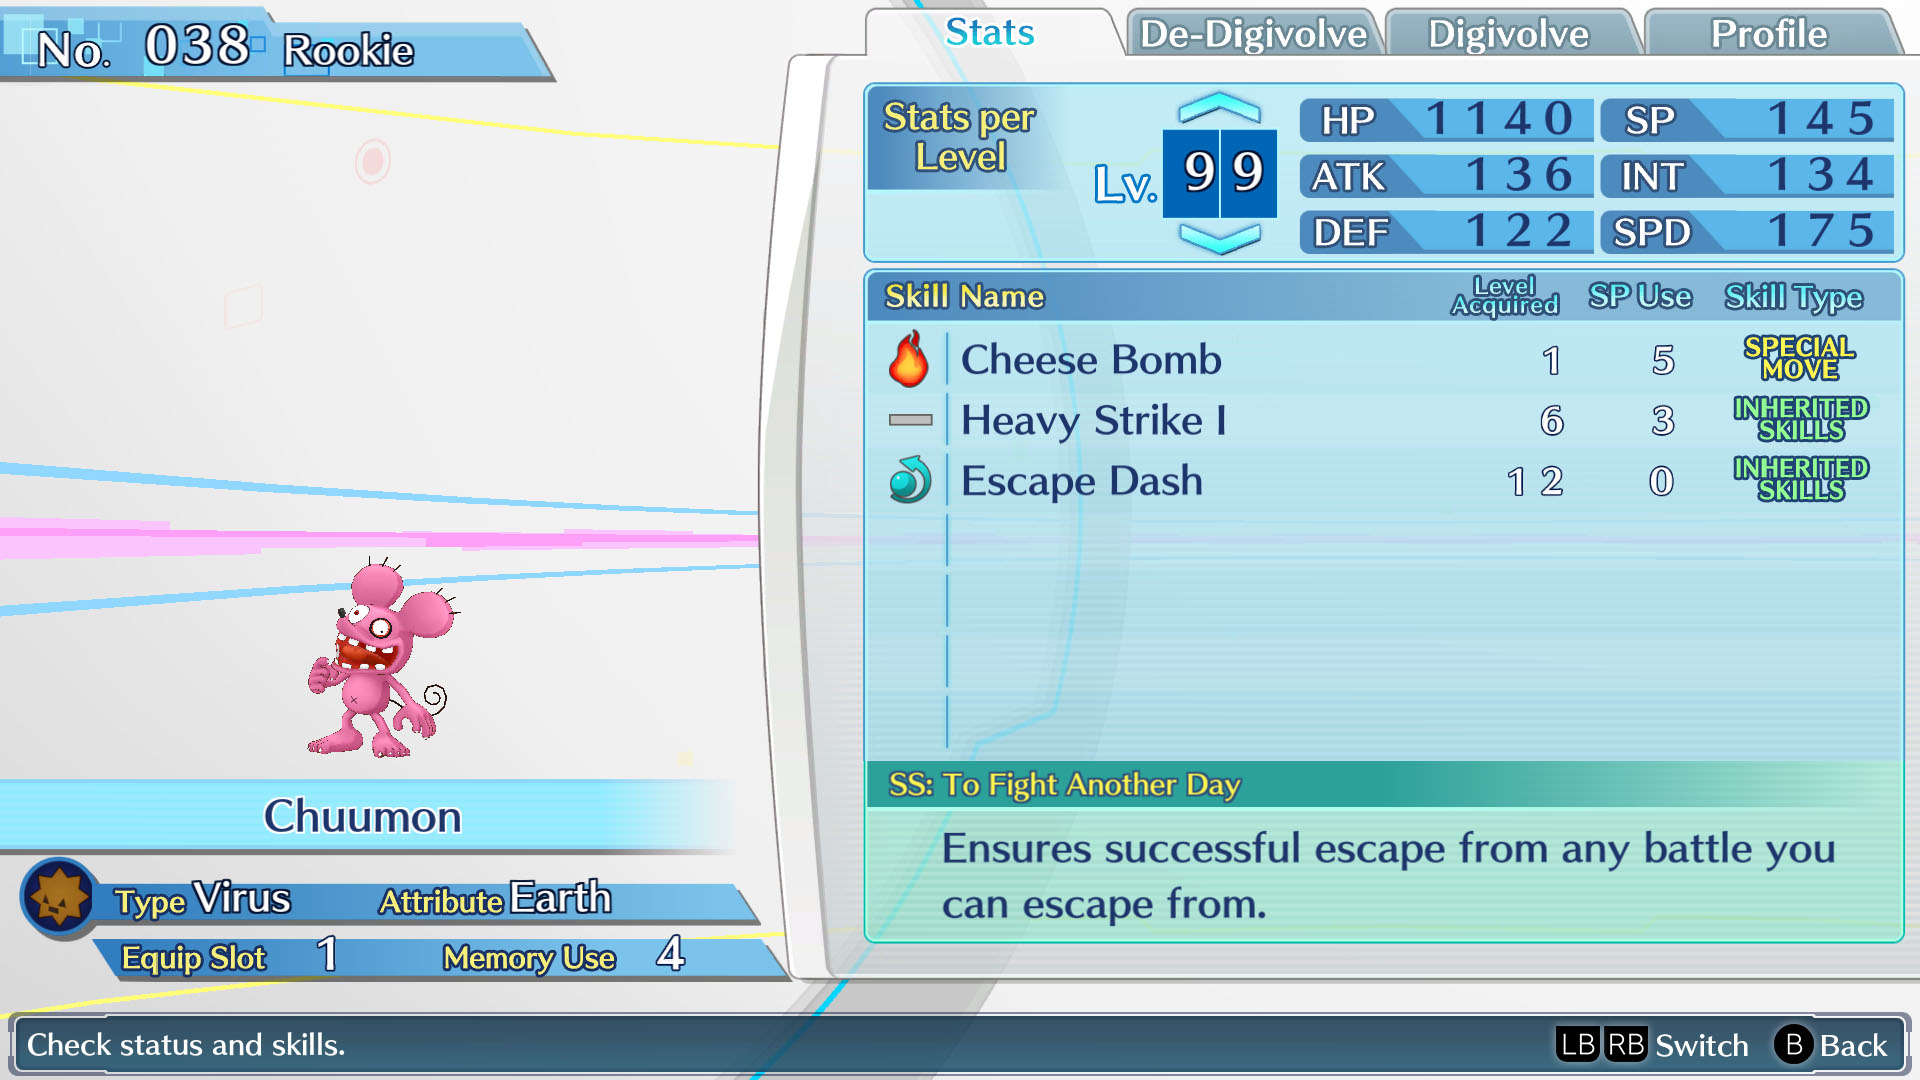 No. 038 Rookie
Stats De-Digivolve Digivolve Profile
Stats per
Level
Lv. 99
HP 1140 SP 145
ATK 136 INT 134
DEF 122 SPD 175
Skill Name Level Acquired SP Use Skill Type
Cheese Bomb 1 5 SPECIAL MOVE
Heavy Strike I 6 3 INHERITED SKILLS
Escape Dash 12 0 INHERITED SKILLS
SS: To Fight Another Day
Ensures successful escape from any battle you
can escape from.
Chuumon
Type Virus Attribute Earth
Equip Slot 1 Memory Use 4
Check status and skills.
LB RB Switch B Back